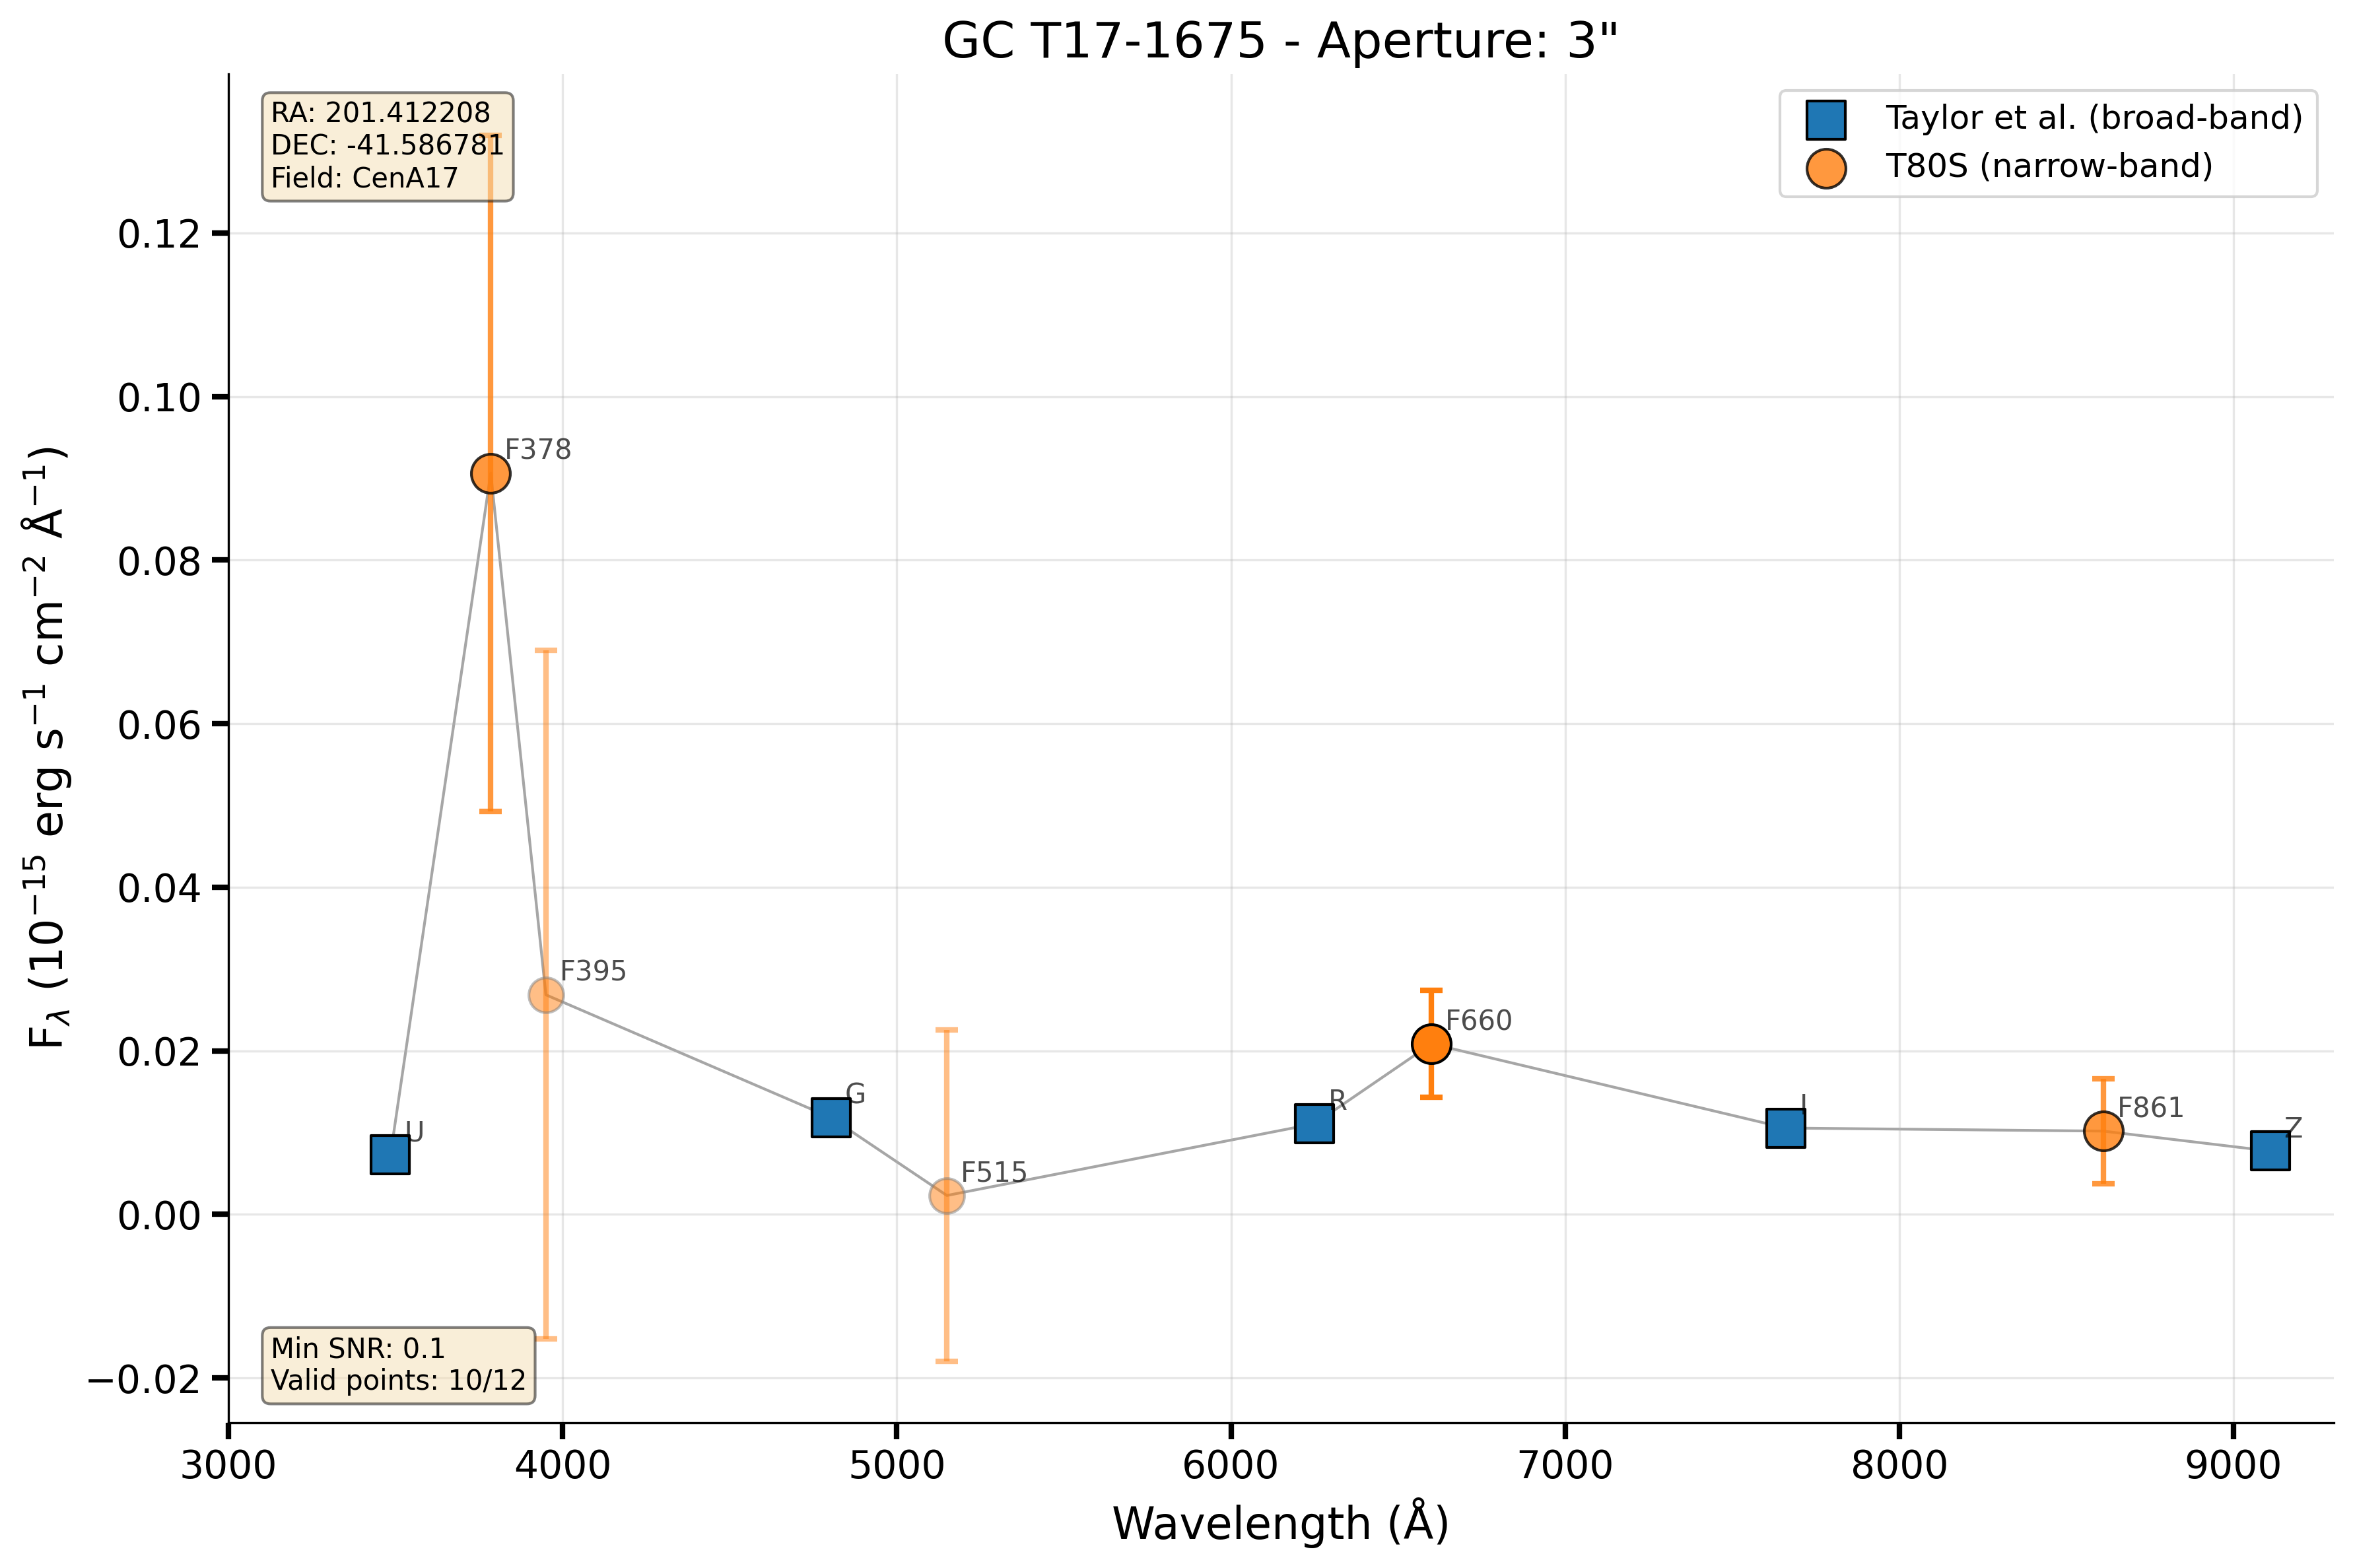 GC T17-1675 - Aperture: 3"
RA: 201.412208
DEC: -41.586781
Field: CenA17
Taylor et al. (broad-band)
T80S (narrow-band)
F$_{λ}$ (10$^{−15}$ erg s$^{−1}$ cm$^{−2}$ Å$^{−1}$)
0.12
0.10
0.08
0.06
0.04
0.02
0.00
−0.02
U
F378
F395
G
F515
R
F660
I
F861
Z
Min SNR: 0.1
Valid points: 10/12
3000 4000 5000 6000 7000 8000 9000
Wavelength (Å)